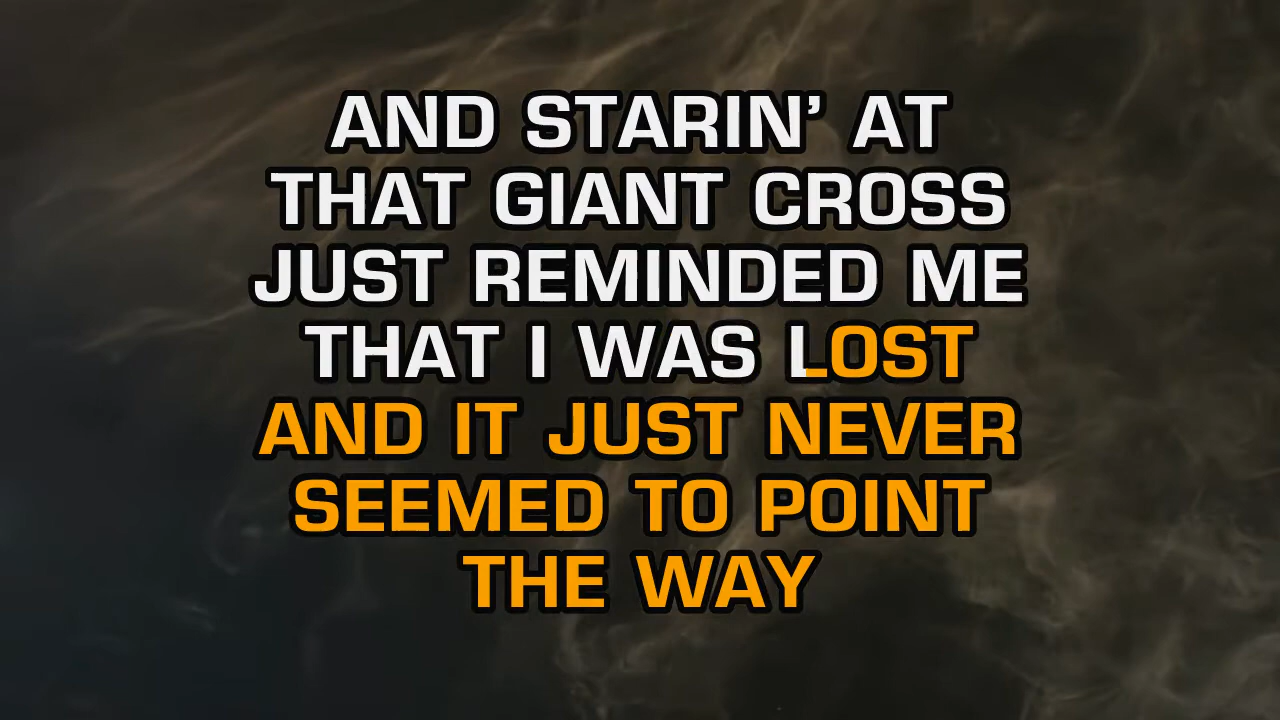 AND STARIN’ AT
THAT GIANT CROSS
JUST REMINDED ME
THAT I WAS LOST
AND IT JUST NEVER
SEEMED TO POINT
THE WAY